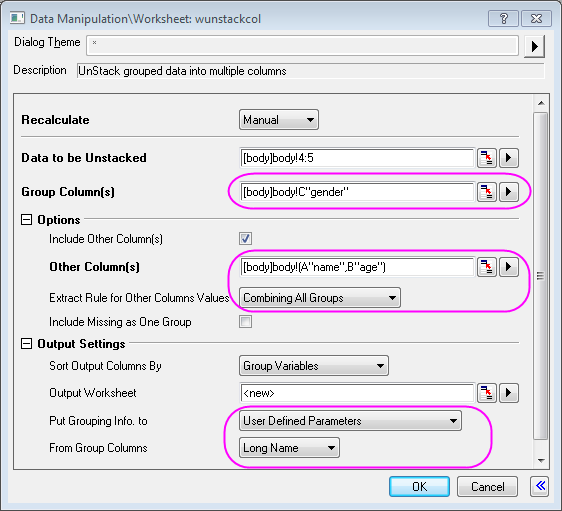 Data Manipulation\Worksheet: wunstackcol
Dialog Theme *
Description UnStack grouped data into multiple columns
Recalculate Manual
Data to be Unstacked [body]body!4:5
Group Column(s) [body]body!C"gender"
Options
Include Other Column(s)
Other Column(s) [body]body!(A"name",B"age")
Extract Rule for Other Columns Values Combining All Groups
Include Missing as One Group
Output Settings
Sort Output Columns By Group Variables
Output Worksheet <new>
Put Grouping Info. to User Defined Parameters
From Group Columns Long Name
OK Cancel